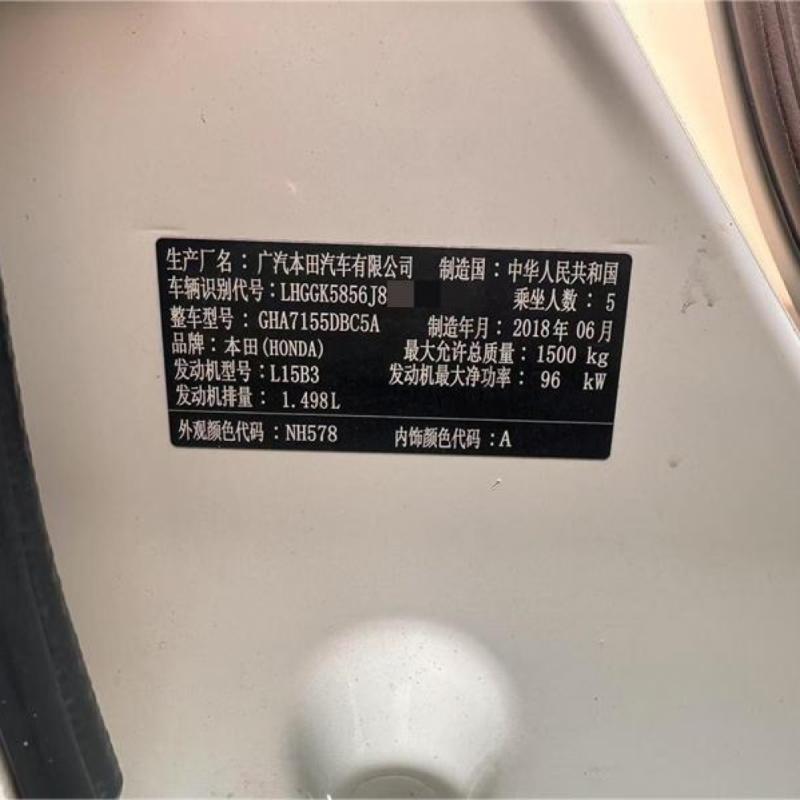 生产厂名：广汽本田汽车有限公司 制造国：中华人民共和国
车辆识别代号：LHGGK5856J8 乘坐人数：5
整车型号：GHA7155DBC5A 制造年月：2018年06月
品牌：本田(HONDA) 最大允许总质量：1500 kg
发动机型号：L15B3 发动机最大净功率：96 kW
发动机排量：1.498L
外观颜色代码：NH578 内饰颜色代码：A